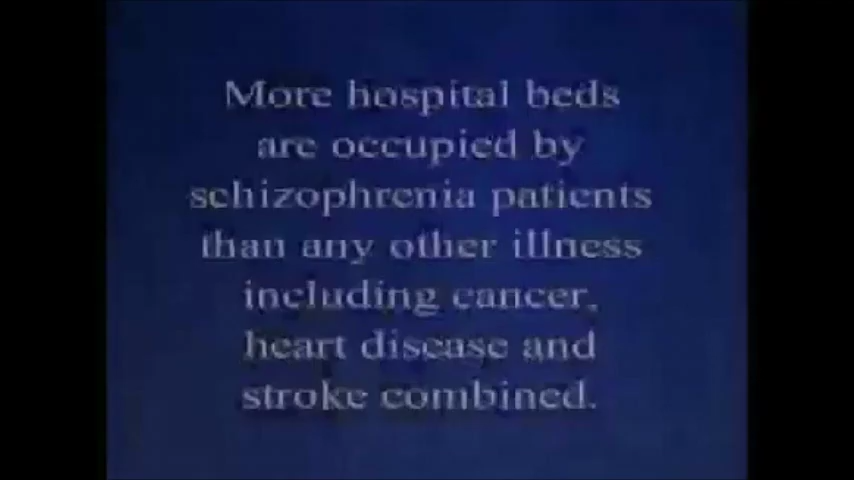 More hospital beds
are occupied by
schizophrenia patients
than any other illness
including cancer,
heart disease and
stroke combined.